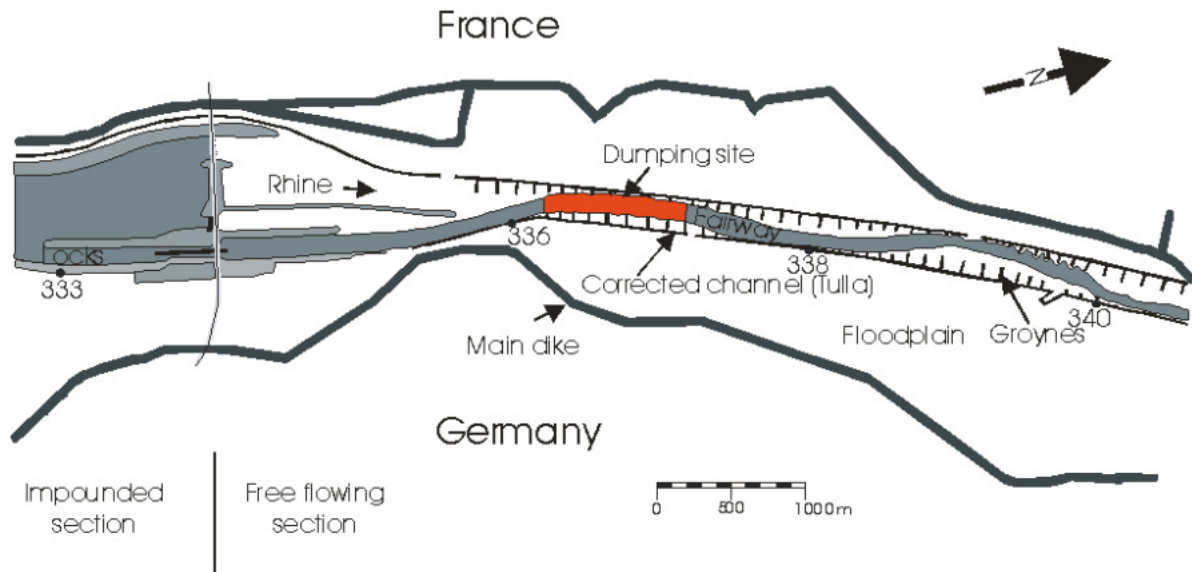 France
N
Dumping site
Rhine
Fairway
ocks
336
338
333
Corrected channel (Tulla)
340
Floodplain
Groynes
Main dike
Germany
Impounded
section
Free flowing
section
0
500
1000m